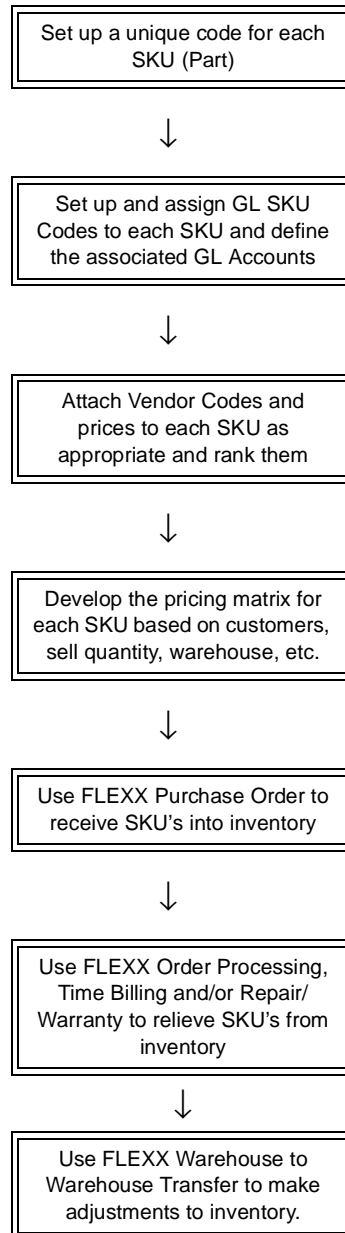 Set up a unique code for each
SKU (Part)
↓
Set up and assign GL SKU
Codes to each SKU and define
the associated GL Accounts
↓
Attach Vendor Codes and
prices to each SKU as
appropriate and rank them
↓
Develop the pricing matrix for
each SKU based on customers,
sell quantity, warehouse, etc.
↓
Use FLEXX Purchase Order to
receive SKU's into inventory
↓
Use FLEXX Order Processing,
Time Billing and/or Repair/
Warranty to relieve SKU's from
inventory
↓
Use FLEXX Warehouse to
Warehouse Transfer to make
adjustments to inventory.